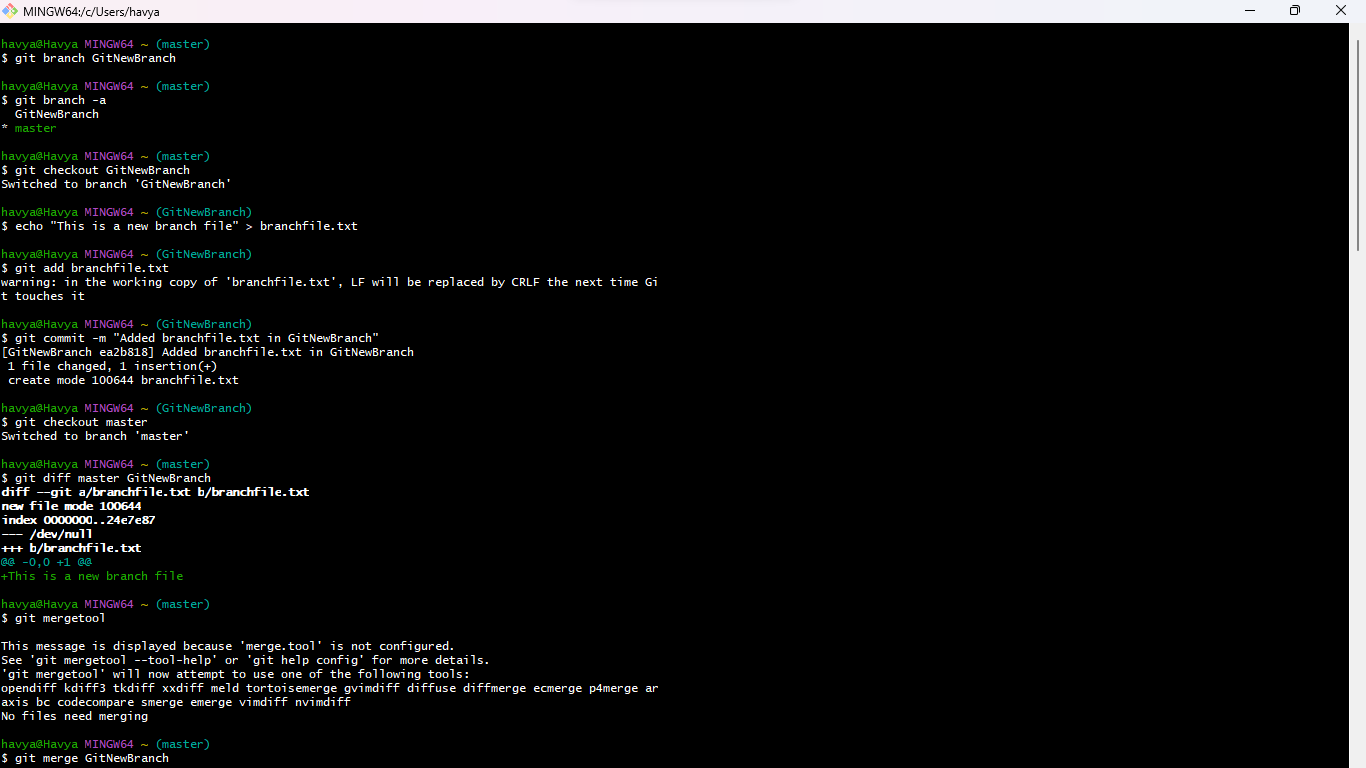 MINGW64:/c/Users/havya
havya@Havya MINGW64 ~ (master)
$ git branch GitNewBranch
havya@Havya MINGW64 ~ (master)
$ git branch -a
  GitNewBranch
* master
havya@Havya MINGW64 ~ (master)
$ git checkout GitNewBranch
Switched to branch 'GitNewBranch'
havya@Havya MINGW64 ~ (GitNewBranch)
$ echo "This is a new branch file" > branchfile.txt
havya@Havya MINGW64 ~ (GitNewBranch)
$ git add branchfile.txt
warning: in the working copy of 'branchfile.txt', LF will be replaced by CRLF the next time Gi
t touches it
havya@Havya MINGW64 ~ (GitNewBranch)
$ git commit -m "Added branchfile.txt in GitNewBranch"
[GitNewBranch ea2b818] Added branchfile.txt in GitNewBranch
 1 file changed, 1 insertion(+)
 create mode 100644 branchfile.txt
havya@Havya MINGW64 ~ (GitNewBranch)
$ git checkout master
Switched to branch 'master'
havya@Havya MINGW64 ~ (master)
$ git diff master GitNewBranch
diff --git a/branchfile.txt b/branchfile.txt
new file mode 100644
index 0000000..24e7e87
--- /dev/null
+++ b/branchfile.txt
@@ -0,0 +1 @@
+This is a new branch file
havya@Havya MINGW64 ~ (master)
$ git mergetool
This message is displayed because 'merge.tool' is not configured.
See 'git mergetool --tool-help' or 'git help config' for more details.
'git mergetool' will now attempt to use one of the following tools:
opendiff kdiff3 tkdiff xxdiff meld tortoisemerge gvimdiff diffuse diffmerge ecmerge p4merge ar
axis bc codecompare smerge emerge vimdiff nvimdiff
No files need merging
havya@Havya MINGW64 ~ (master)
$ git merge GitNewBranch